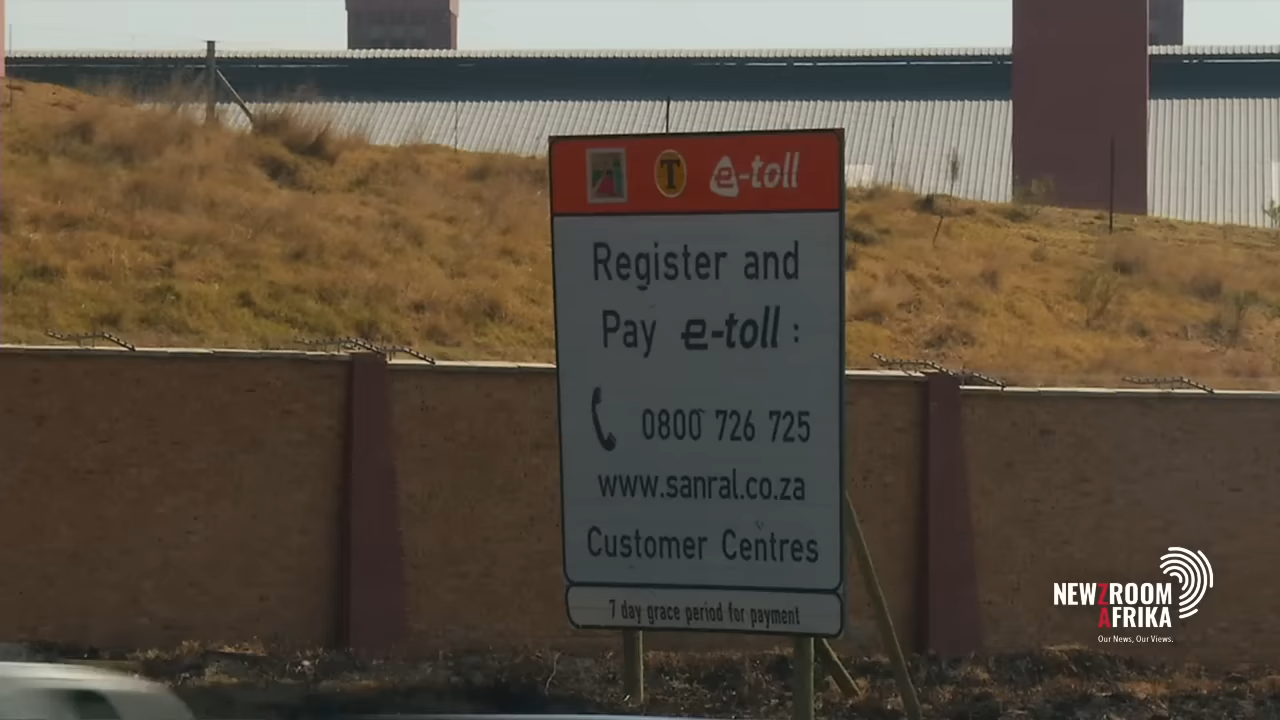 T e-toll
Register and
Pay e-toll :
0800 726 725
www.sanral.co.za
Customer Centres
7 day grace period for payment
NEWZROOM
AFRIKA
Our News, Our Views.